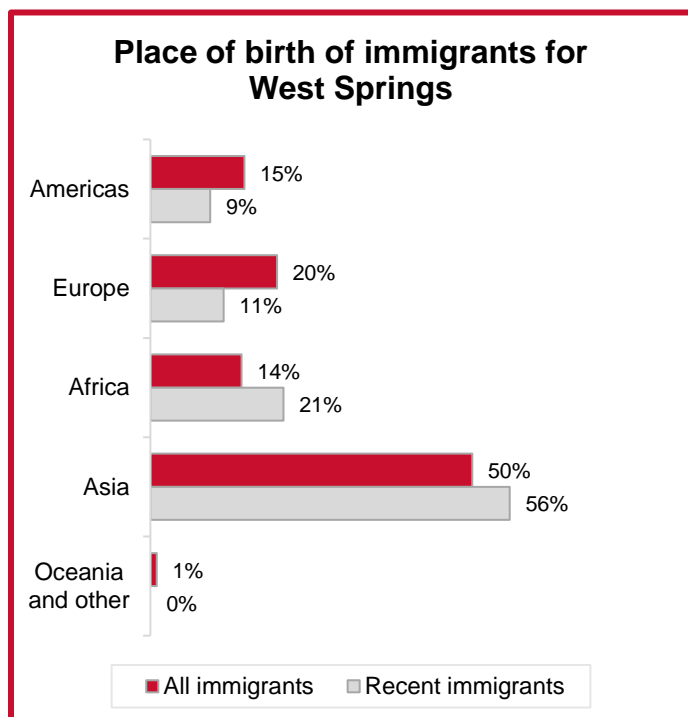 Place of birth of immigrants for
West Springs
Americas
15%
9%
Europe
20%
11%
Africa
14%
21%
Asia
50%
56%
Oceania
and other
1%
0%
All immigrants
Recent immigrants